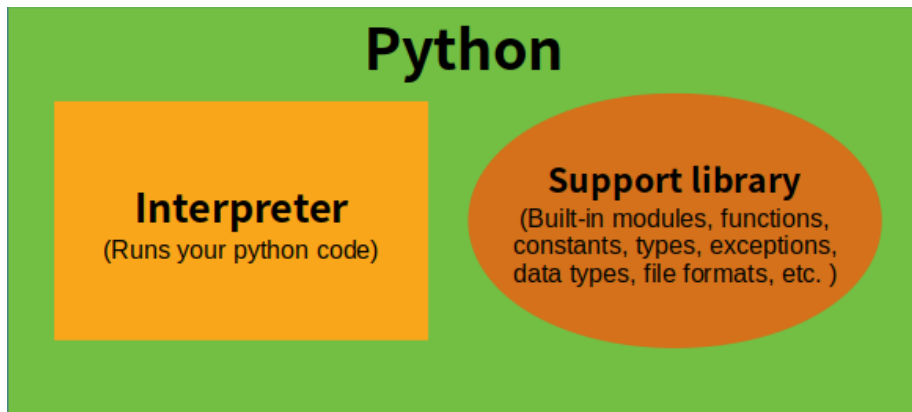 Python
Interpreter
(Runs your python code)
Support library
(Built-in modules, functions,
constants, types, exceptions,
data types, file formats, etc. )